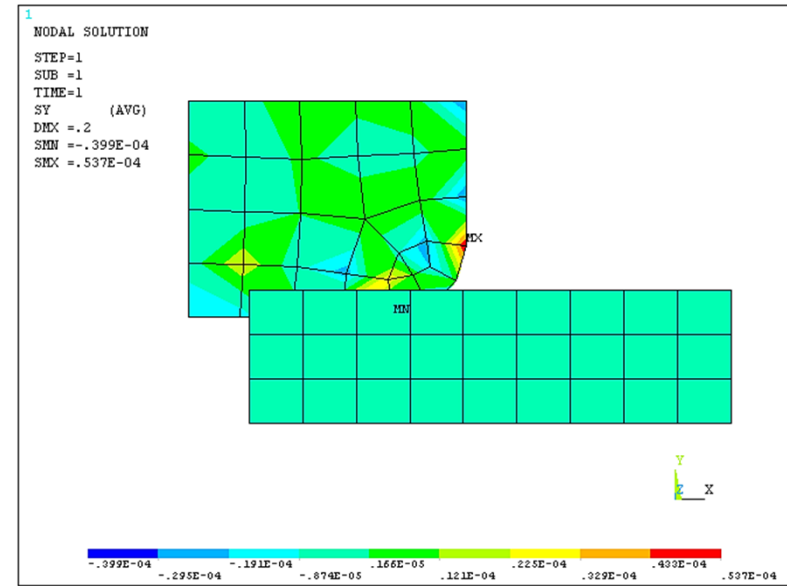 1
NODAL SOLUTION
STEP=1
SUB =1
TIME=1
SY (AVG)
DMX =.2
SMN =-.399E-04
SMX =.537E-04
MX
MN
Y
Z X
-.399E-04 -.191E-04 .166E-05 .225E-04 .433E-04
-.295E-04 -.874E-05 .121E-04 .329E-04 .537E-04